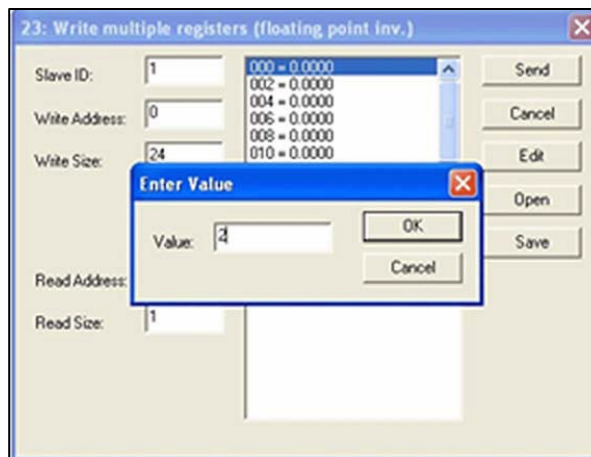 23: Write multiple registers (floating point inv.)
Slave ID: 1
Write Address: 0
Write Size: 24
000 = 0.0000
002 = 0.0000
004 = 0.0000
006 = 0.0000
008 = 0.0000
010 = 0.0000
Send
Cancel
Edit
Open
Save
Enter Value
Value: 2
OK
Cancel
Read Address:
Read Size: 1